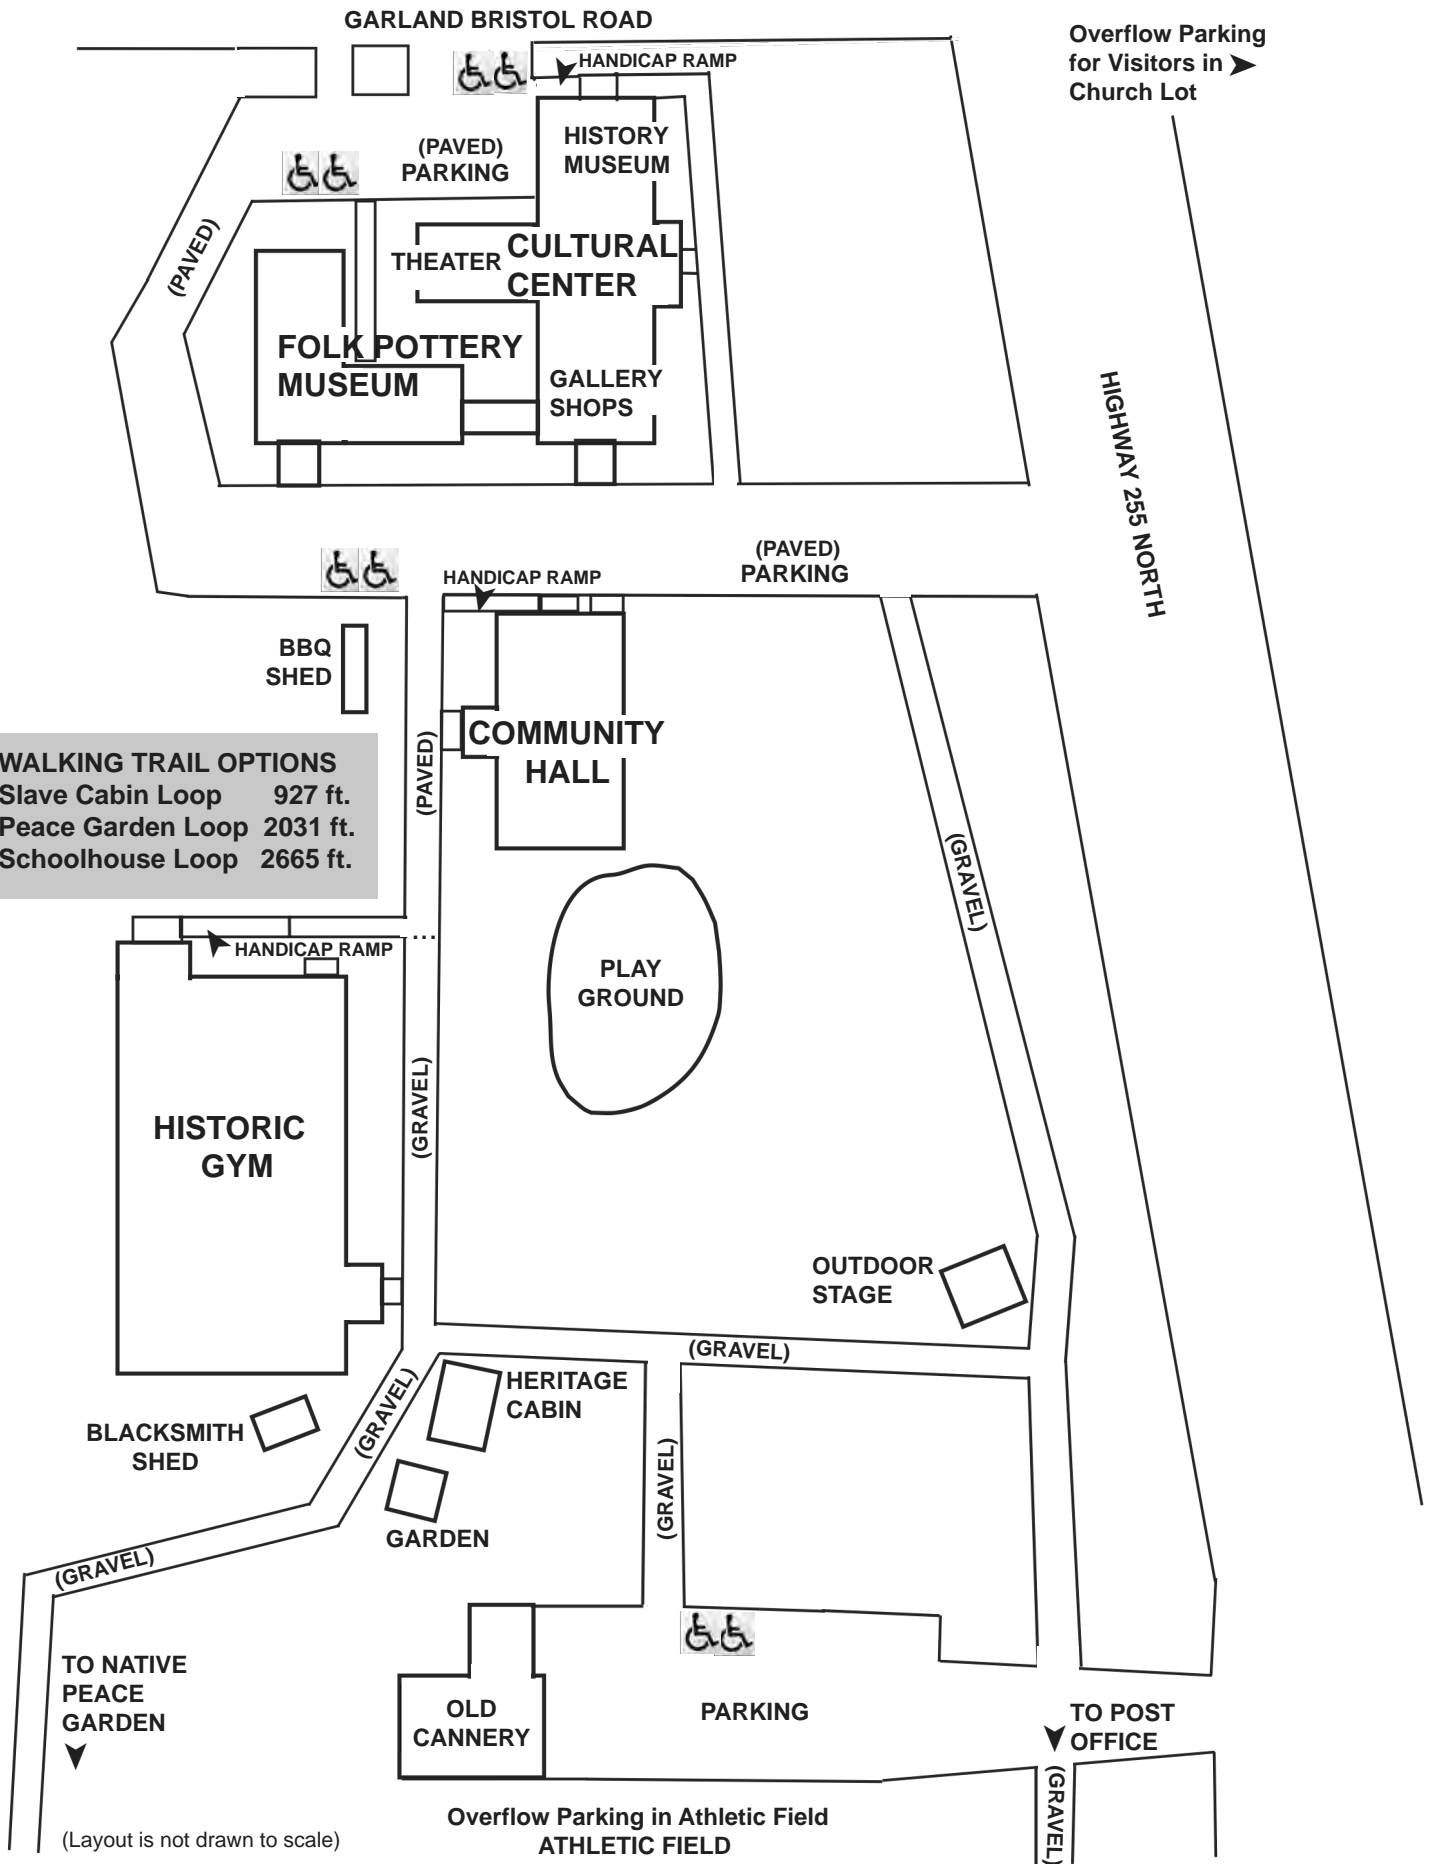 GARLAND BRISTOL ROAD
Overflow Parking
for Visitors in
Church Lot
HANDICAP RAMP
(PAVED)
PARKING
HISTORY
MUSEUM
(PAVED)
THEATER
CULTURAL
CENTER
FOLK POTTERY
MUSEUM
GALLERY
SHOPS
HIGHWAY 255 NORTH
(PAVED)
PARKING
HANDICAP RAMP
BBQ
SHED
COMMUNITY
HALL
(PAVED)
WALKING TRAIL OPTIONS
Slave Cabin Loop 927 ft.
Peace Garden Loop 2031 ft.
Schoolhouse Loop 2665 ft.
(GRAVEL)
HANDICAP RAMP
...
PLAY
GROUND
(GRAVEL)
HISTORIC
GYM
OUTDOOR
STAGE
(GRAVEL)
HERITAGE
CABIN
(GRAVEL)
BLACKSMITH
SHED
(GRAVEL)
GARDEN
(GRAVEL)
TO NATIVE
PEACE
GARDEN
OLD
CANNERY
PARKING
TO POST
OFFICE
(GRAVEL)
Overflow Parking in Athletic Field
ATHLETIC FIELD
(Layout is not drawn to scale)